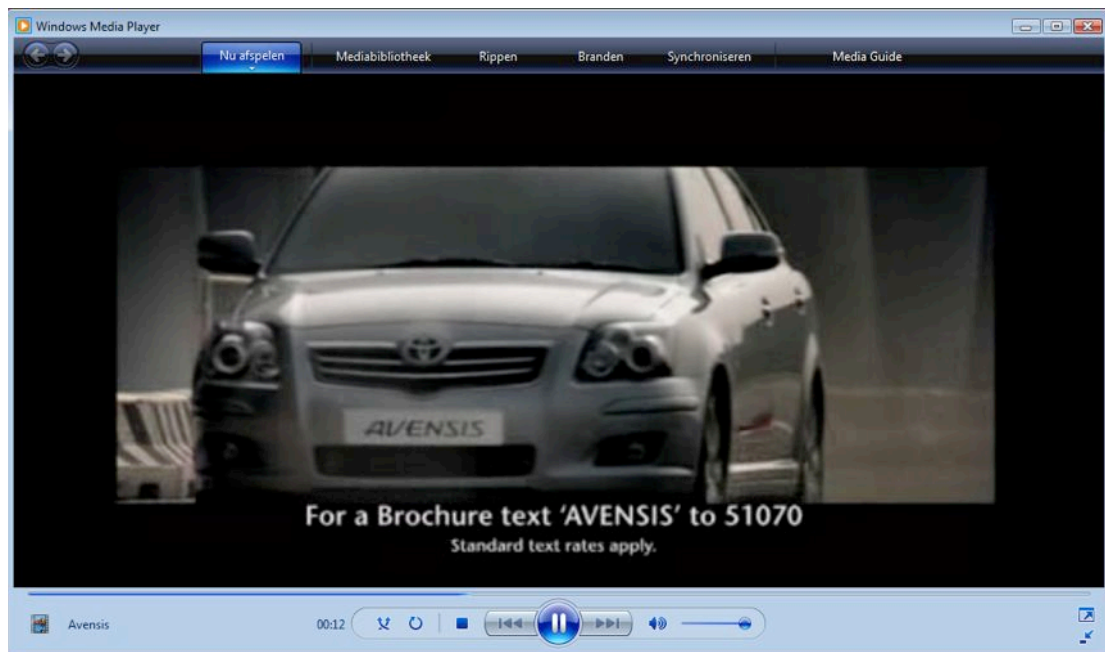 Windows Media Player
Nu afspelen Mediabibliotheek Rippen Branden Synchroniseren Media Guide
AVENSIS
For a Brochure text ‘AVENSIS’ to 51070
Standard text rates apply.
Avensis 00:12